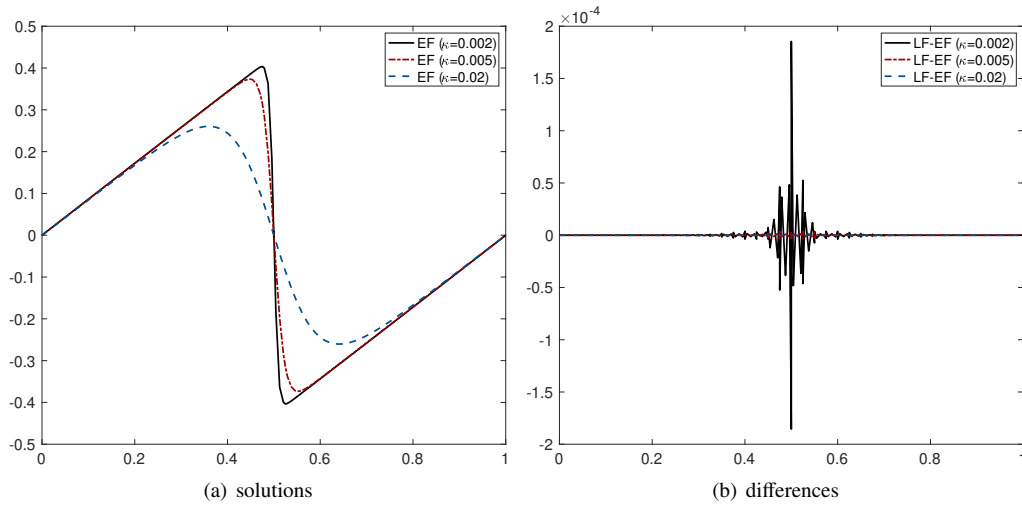 0.5
0.4
0.3
0.2
0.1
0
-0.1
-0.2
-0.3
-0.4
-0.5
0 0.2 0.4 0.6 0.8 1
EF (κ=0.002)
EF (κ=0.005)
EF (κ=0.02)
(a) solutions
×10⁻⁴
2
1.5
1
0.5
0
-0.5
-1
-1.5
-2
0 0.2 0.4 0.6 0.8 1
LF-EF (κ=0.002)
LF-EF (κ=0.005)
LF-EF (κ=0.02)
(b) differences